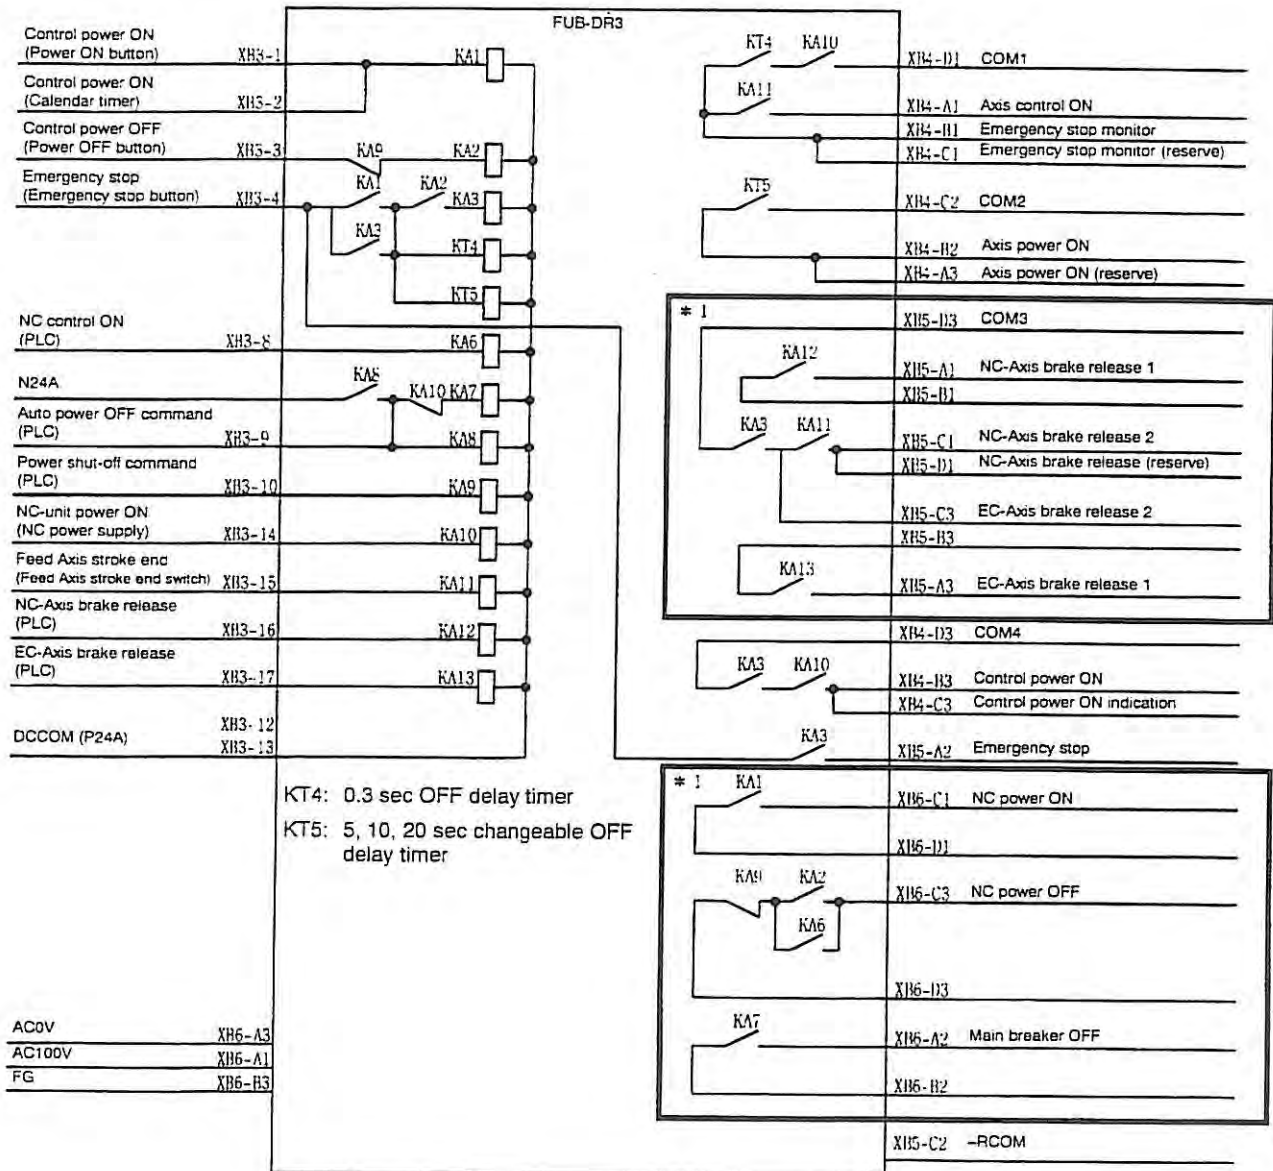 FUB-DR3
Control power ON
(Power ON button) XB3-1 KA1
Control power ON
(Calendar timer) XB3-2
Control power OFF
(Power OFF button) XB3-3 KA9 KA2
Emergency stop
(Emergency stop button) XB3-4 KA1 KA2 KA3
KA3 KT4
KT5
NC control ON
(PLC) XB3-8 KA6
N24A KA8 KA10 KA7
Auto power OFF command
(PLC) XB3-9 KA8
Power shut-off command
(PLC) XB3-10 KA9
NC-unit power ON
(NC power supply) XB3-14 KA10
Feed Axis stroke end
(Feed Axis stroke end switch) XB3-15 KA11
NC-Axis brake release
(PLC) XB3-16 KA12
EC-Axis brake release
(PLC) XB3-17 KA13
XB3-12
DCCOM (P24A) XB3-13
KT4: 0.3 sec OFF delay timer
KT5: 5, 10, 20 sec changeable OFF
delay timer
AC0V XB6-A3
AC100V XB6-A1
FG XB6-B3
KT4 KA10 XB4-D1 COM1
KA11 XB4-A1 Axis control ON
XB4-B1 Emergency stop monitor
XB4-C1 Emergency stop monitor (reserve)
KT5 XB4-C2 COM2
XB4-B2 Axis power ON
XB4-A3 Axis power ON (reserve)
* 1 XB5-D3 COM3
KA12 XB5-A1 NC-Axis brake release 1
XB5-B1
KA3 KA11 XB5-C1 NC-Axis brake release 2
XB5-D1 NC-Axis brake release (reserve)
XB5-C3 EC-Axis brake release 2
XB5-B3
KA13 XB5-A3 EC-Axis brake release 1
XB4-D3 COM4
KA3 KA10 XB4-B3 Control power ON
XB4-C3 Control power ON indication
KA3 XB5-A2 Emergency stop
* 1 KA1 XB6-C1 NC power ON
XB6-D1
KA9 KA2 XB6-C3 NC power OFF
KA6
XB6-D3
KA7 XB6-A2 Main breaker OFF
XB6-B2
XB5-C2 -RCOM